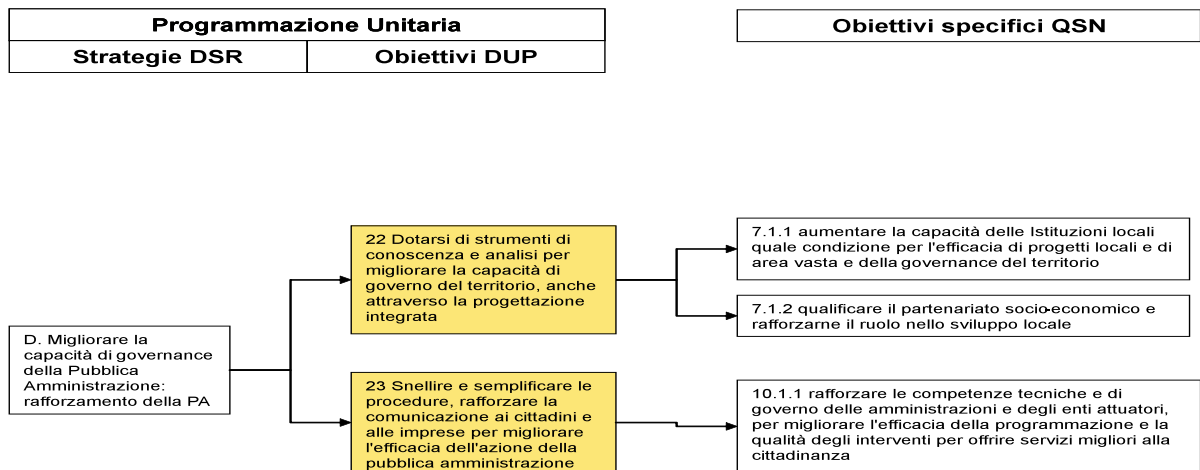 Programmazione Unitaria
Obiettivi specifici QSN
Strategie DSR
Obiettivi DUP
22 Dotarsi di strumenti di
conoscenza e analisi per
migliorare la capacità di
governo del territorio, anche
attraverso la progettazione
integrata
7.1.1 aumentare la capacità delle Istituzioni locali
quale condizione per l'efficacia di progetti locali e di
area vasta e della governance del territorio
7.1.2 qualificare il partenariato socio-economico e
rafforzarne il ruolo nello sviluppo locale
D. Migliorare la
capacità di governance
della Pubblica
Amministrazione:
rafforzamento della PA
23 Snellire e semplificare le
procedure, rafforzare la
comunicazione ai cittadini e
alle imprese per migliorare
l'efficacia dell'azione della
pubblica amministrazione
10.1.1 rafforzare le competenze tecniche e di
governo delle amministrazioni e degli enti attuatori,
per migliorare l'efficacia della programmazione e la
qualità degli interventi per offrire servizi migliori alla
cittadinanza